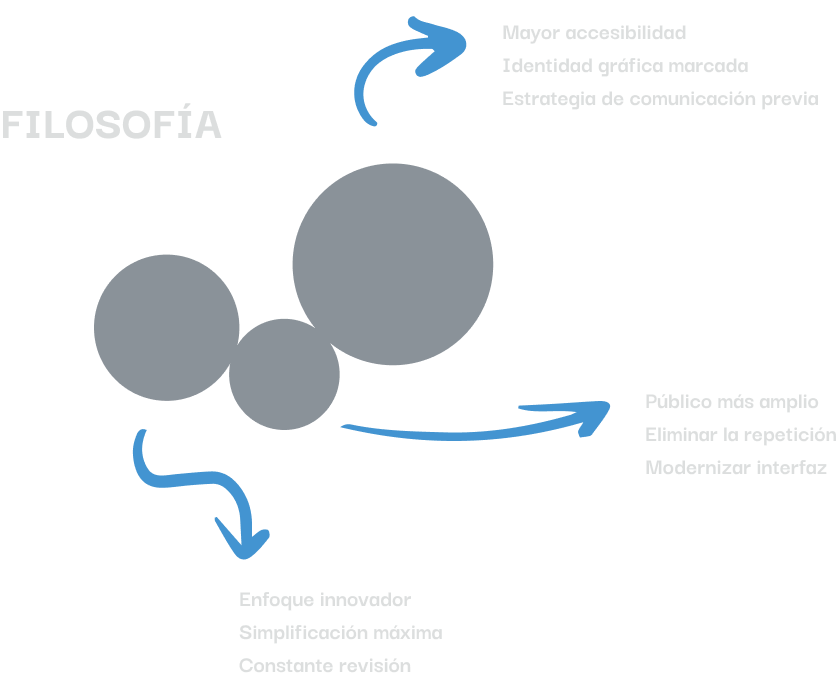 Mayor accesibilidad
Identidad gráfica marcada
Estrategia de comunicación previa
FILOSOFÍA
Público más amplio
Eliminar la repetición
Modernizar interfaz
Enfoque innovador
Simplificación máxima
Constante revisión